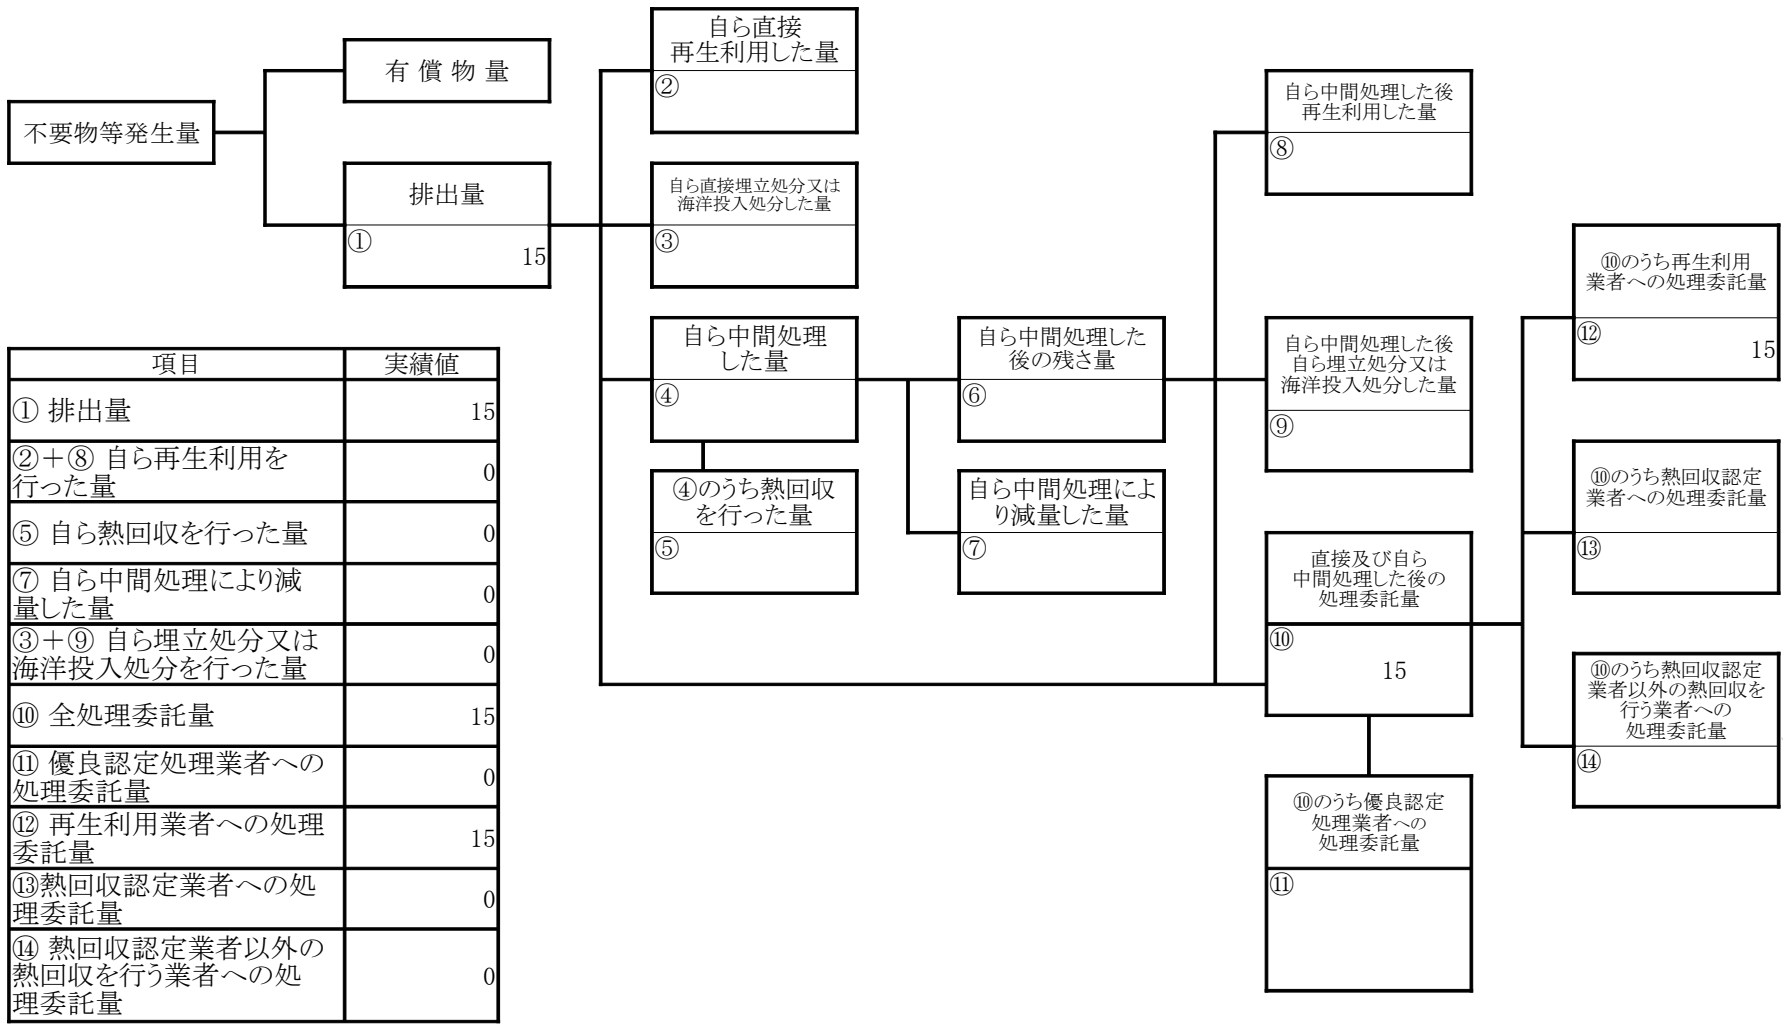 不要物等発生量
有 償 物 量
排出量
①
15
自ら直接
再生利用した量
②
自ら直接埋立処分又は
海洋投入処分した量
③
自ら中間処理
した量
④
④のうち熱回収
を行った量
⑤
自ら中間処理した
後の残さ量
⑥
自ら中間処理によ
り減量した量
⑦
自ら中間処理した後
再生利用した量
⑧
自ら中間処理した後
自ら埋立処分又は
海洋投入処分した量
⑨
直接及び自ら
中間処理した後の
処理委託量
⑩
15
⑩のうち優良認定
処理業者への
処理委託量
⑪
⑩のうち再生利用
業者への処理委託量
⑫
15
⑩のうち熱回収認定
業者への処理委託量
⑬
⑩のうち熱回収認定
業者以外の熱回収を
行う業者への
処理委託量
⑭
項目 実績値
① 排出量 15
②＋⑧ 自ら再生利用を
行った量 0
⑤ 自ら熱回収を行った量 0
⑦ 自ら中間処理により減
量した量 0
③＋⑨ 自ら埋立処分又は
海洋投入処分を行った量 0
⑩ 全処理委託量 15
⑪ 優良認定処理業者への
処理委託量 0
⑫ 再生利用業者への処理
委託量 15
⑬熱回収認定業者への処
理委託量 0
⑭ 熱回収認定業者以外の
熱回収を行う業者への処
理委託量 0